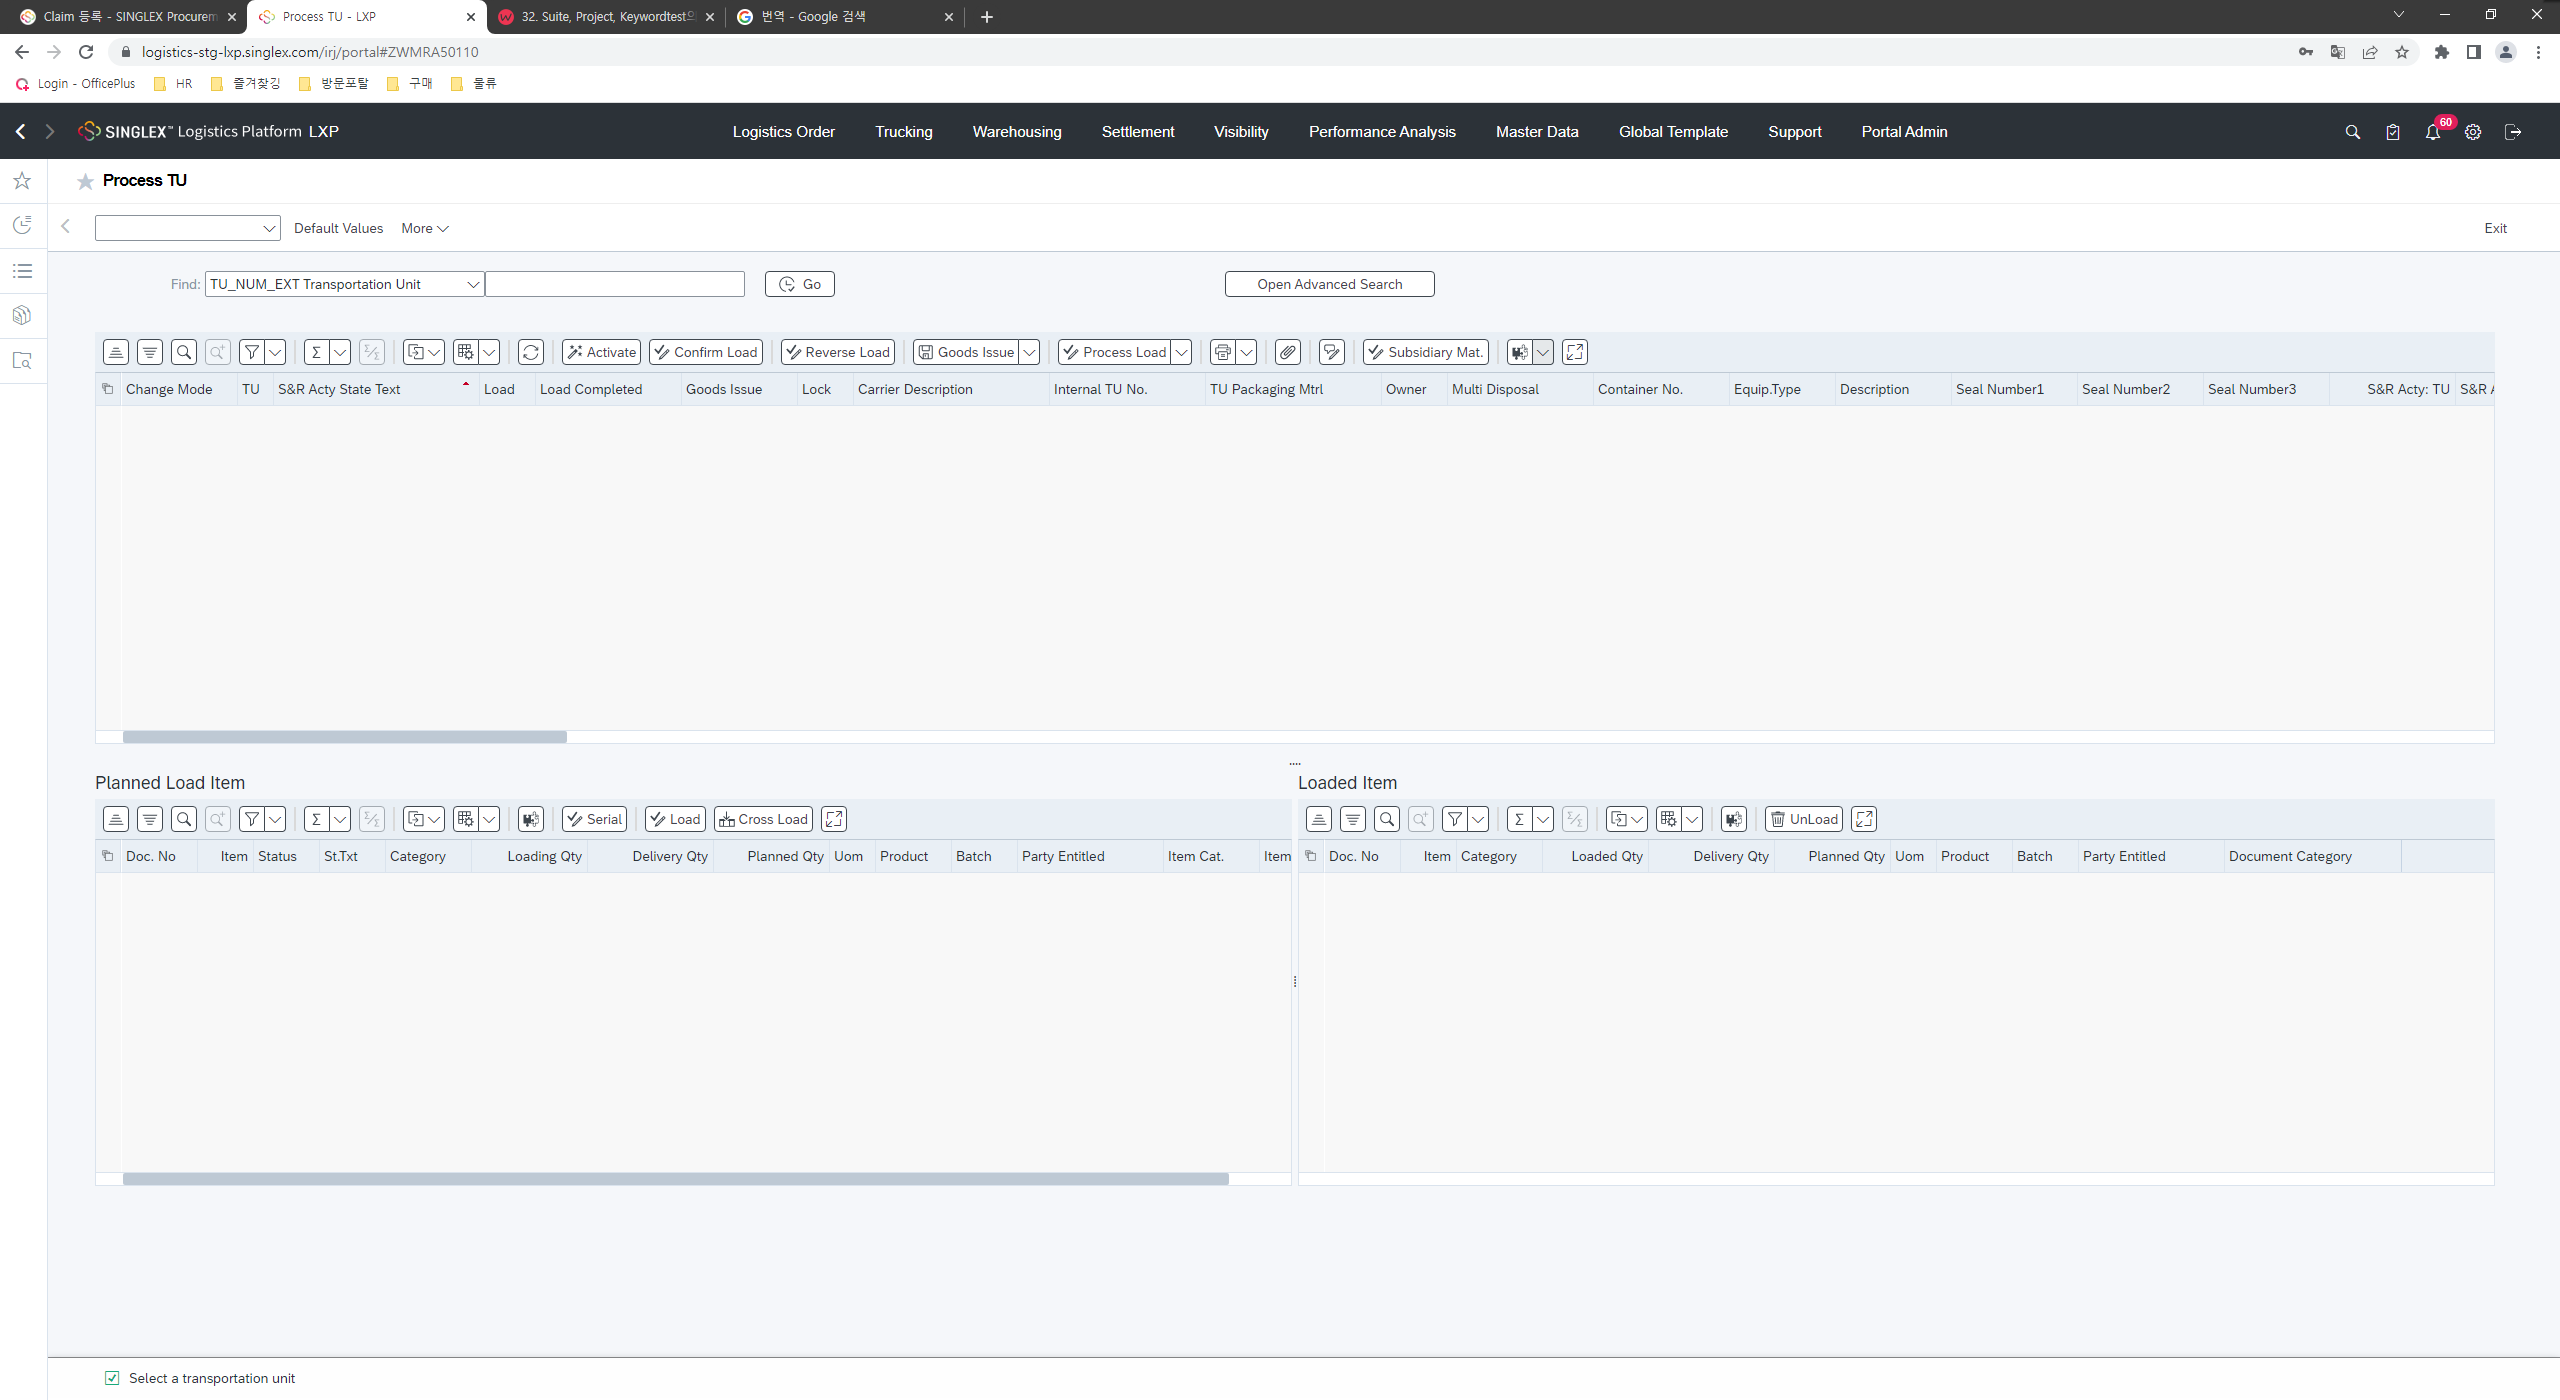 Claim 등록 - SINGLEX Procurem
Process TU - LXP
32. Suite, Project, Keywordtest의
번역 - Google 검색
logistics-stg-lxp.singlex.com/irj/portal#ZWMRA50110
Login - OfficePlus HR 즐겨찾깅 방문포탈 구매 물류
SINGLEX™ Logistics Platform LXP
Logistics Order Trucking Warehousing Settlement Visibility Performance Analysis Master Data Global Template Support Portal Admin
60
Process TU
Default Values More Exit
Find: TU_NUM_EXT Transportation Unit Go Open Advanced Search
Activate Confirm Load Reverse Load Goods Issue Process Load Subsidiary Mat.
Change Mode TU S&R Acty State Text Load Load Completed Goods Issue Lock Carrier Description Internal TU No. TU Packaging Mtrl Owner Multi Disposal Container No. Equip.Type Description Seal Number1 Seal Number2 Seal Number3 S&R Acty: TU S&R
Planned Load Item
Serial Load Cross Load
Doc. No Item Status St.Txt Category Loading Qty Delivery Qty Planned Qty Uom Product Batch Party Entitled Item Cat. Item
Loaded Item
UnLoad
Doc. No Item Category Loaded Qty Delivery Qty Planned Qty Uom Product Batch Party Entitled Document Category
Select a transportation unit